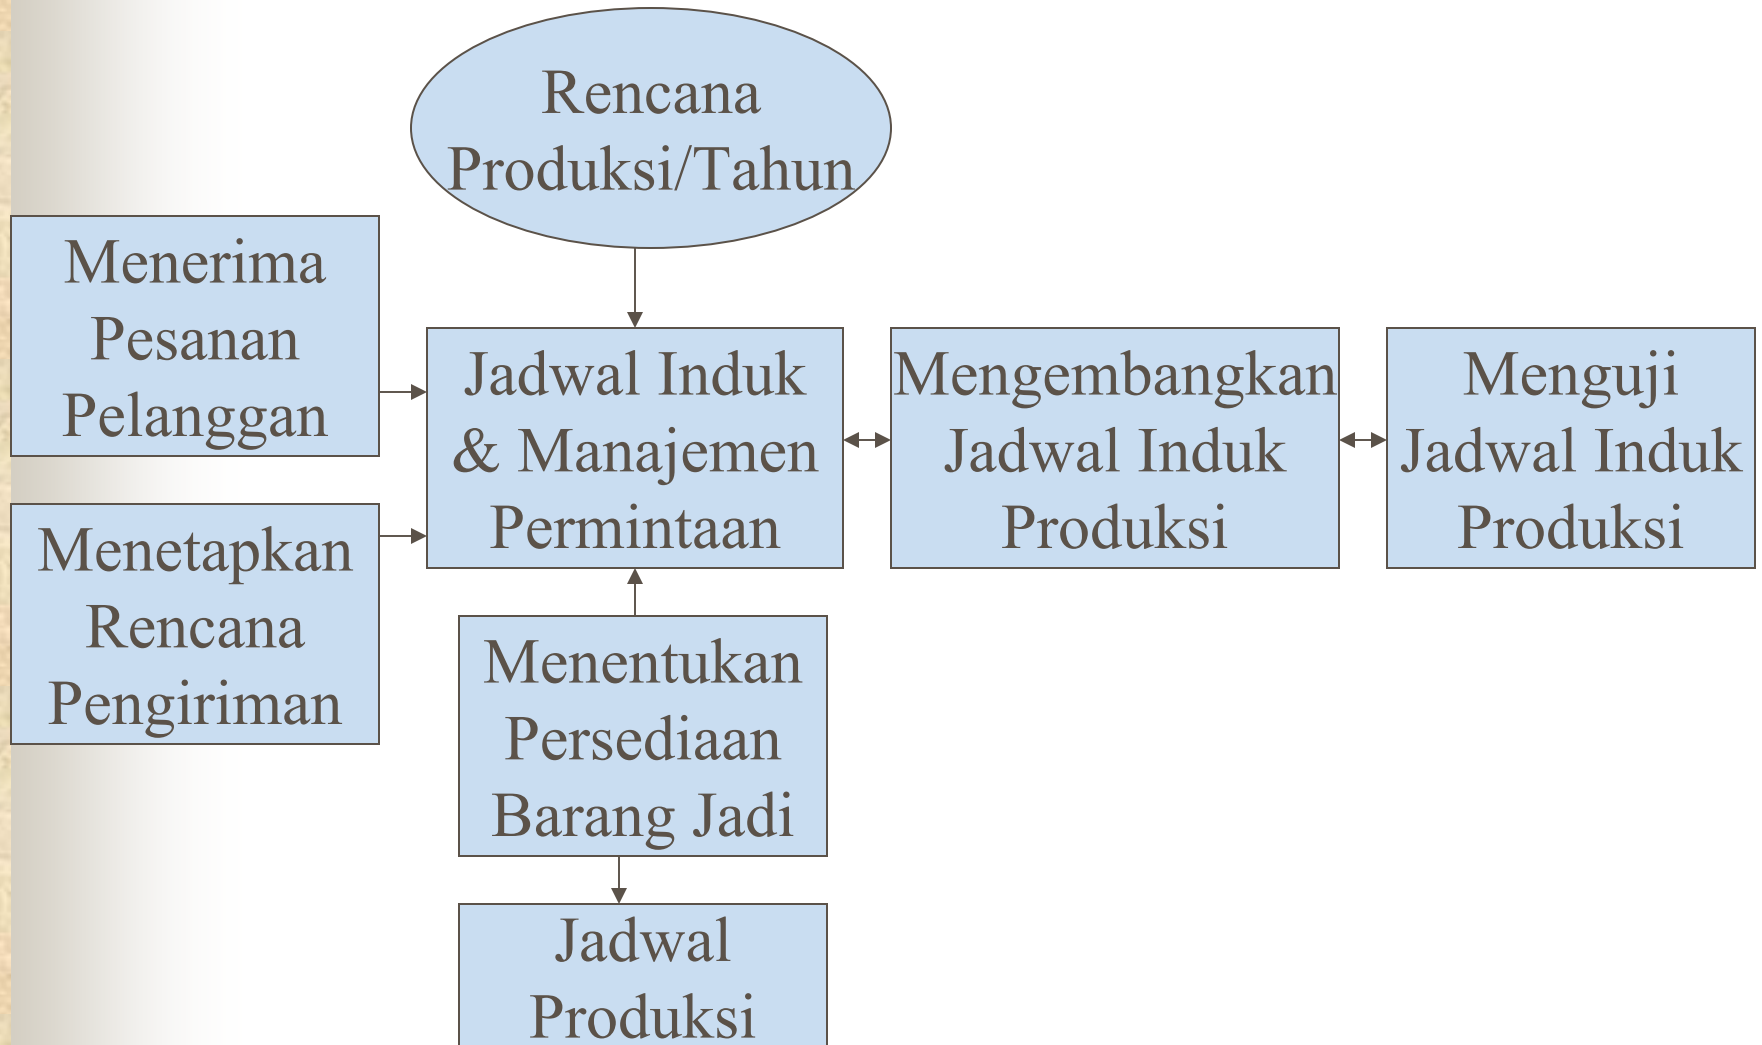 Rencana
Produksi/Tahun
Menerima
Pesanan
Pelanggan
Jadwal Induk
& Manajemen
Permintaan
Mengembangkan
Jadwal Induk
Produksi
Menguji
Jadwal Induk
Produksi
Menetapkan
Rencana
Pengiriman
Menentukan
Persediaan
Barang Jadi
Jadwal
Produksi